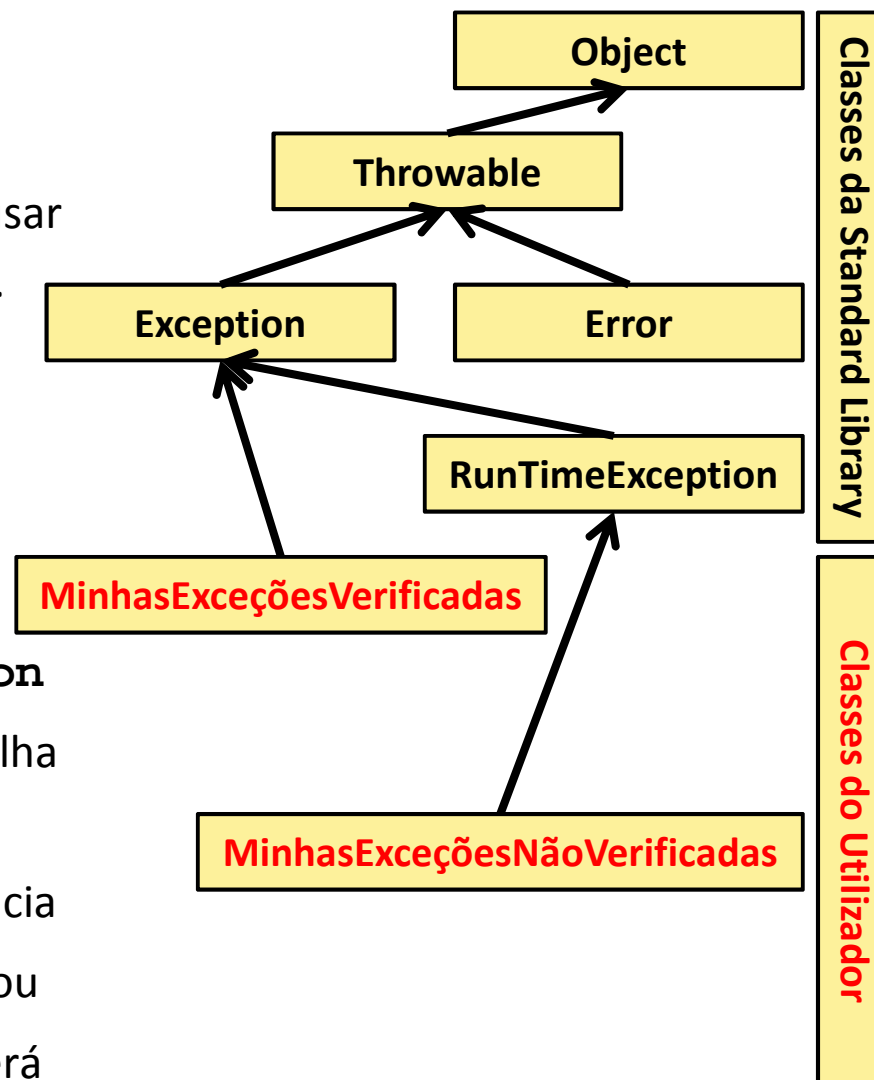 Object
Throwable
sar
Exception
Error
RunTimeException
MinhasExceçõesVerificadas
on
lha
MinhasExceçõesNãoVerificadas
cia
ou
rá
Classes da Standard Library
Classes do Utilizador